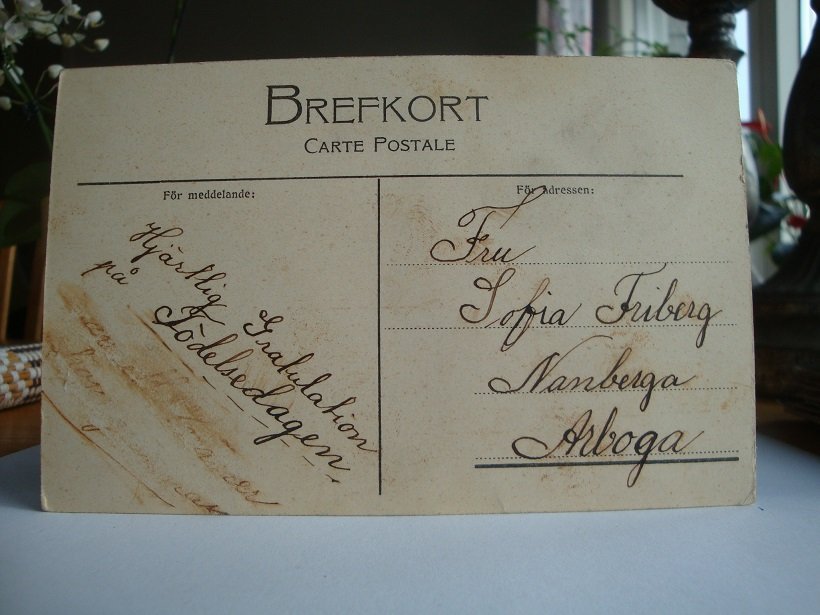 BREFKORT
CARTE POSTALE
För meddelande:
För adressen:
Hjärtlig Gratulation
på Födelsedagen.
Fru
Sofia Friberg
Nanberga
Arboga